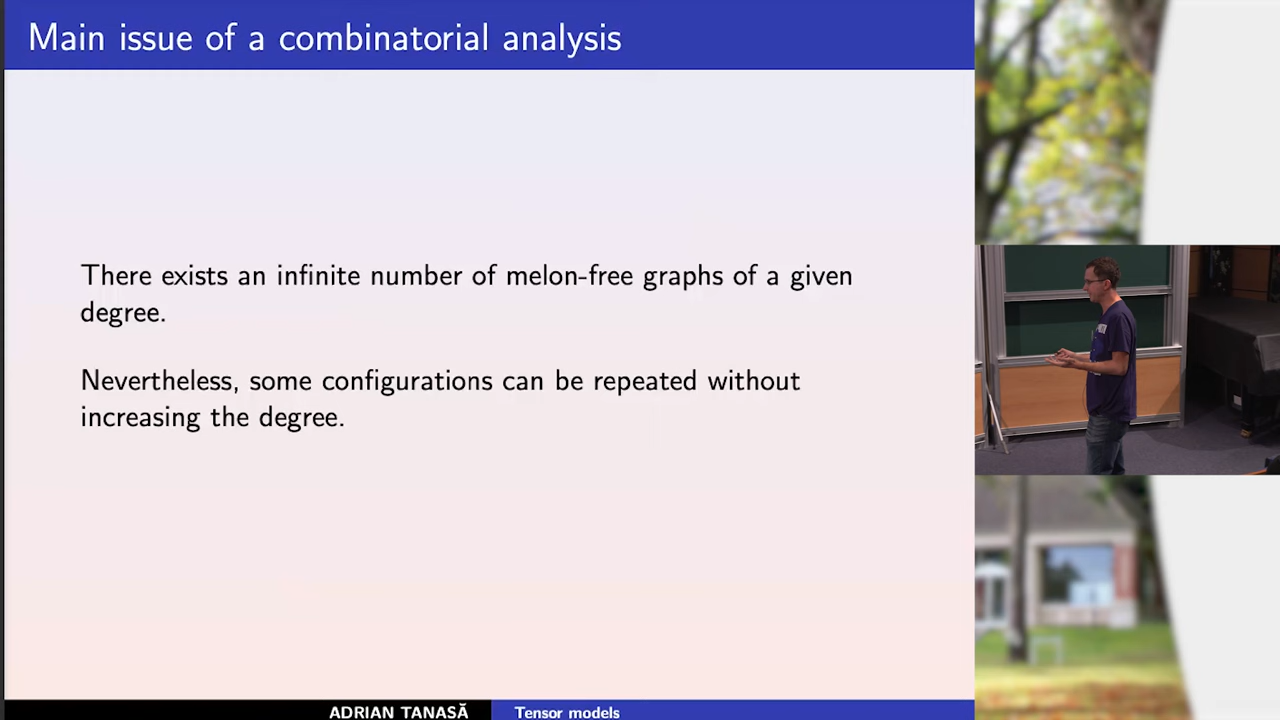 Main issue of a combinatorial analysis
There exists an infinite number of melon-free graphs of a given
degree.
Nevertheless, some configurations can be repeated without
increasing the degree.
ADRIAN TANASĂ
Tensor models